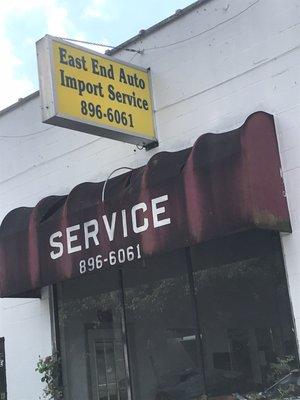 East End Auto
Import Service
896-6061
SERVICE
896-6061